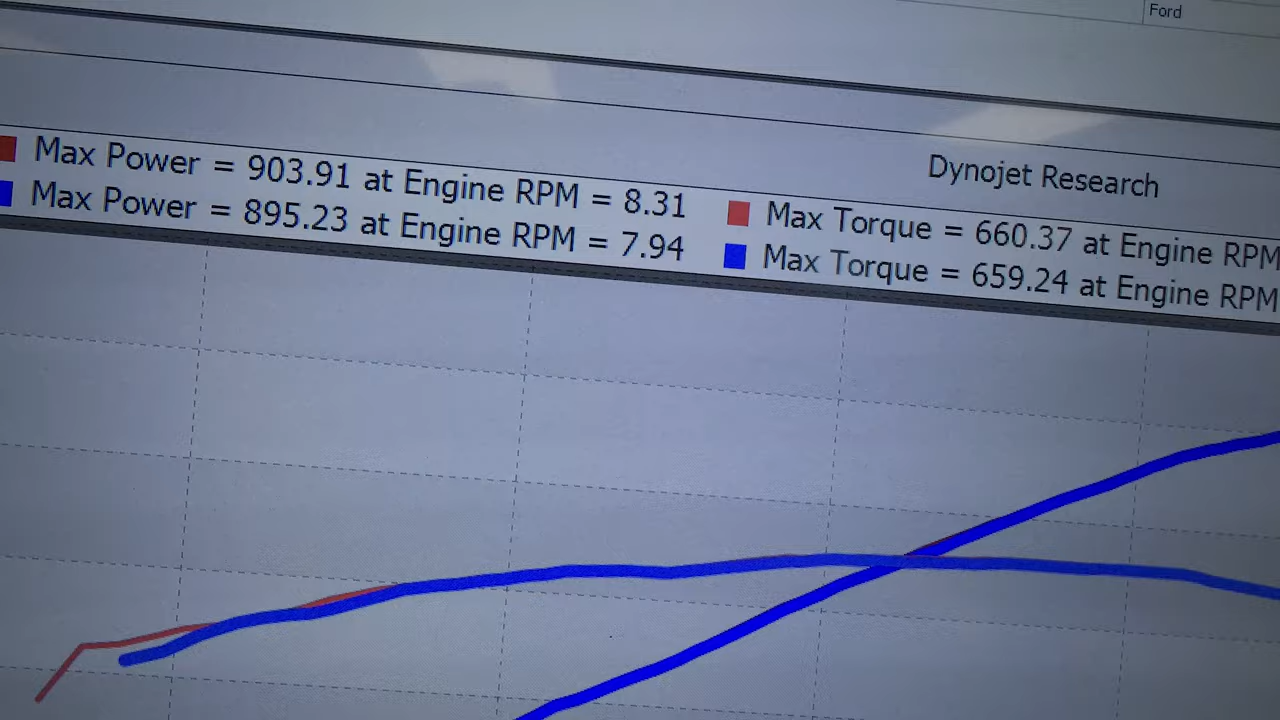 Ford
Dynojet Research
Max Power = 903.91 at Engine RPM = 8.31
Max Power = 895.23 at Engine RPM = 7.94
Max Torque = 660.37 at Engine RPM
Max Torque = 659.24 at Engine RPM